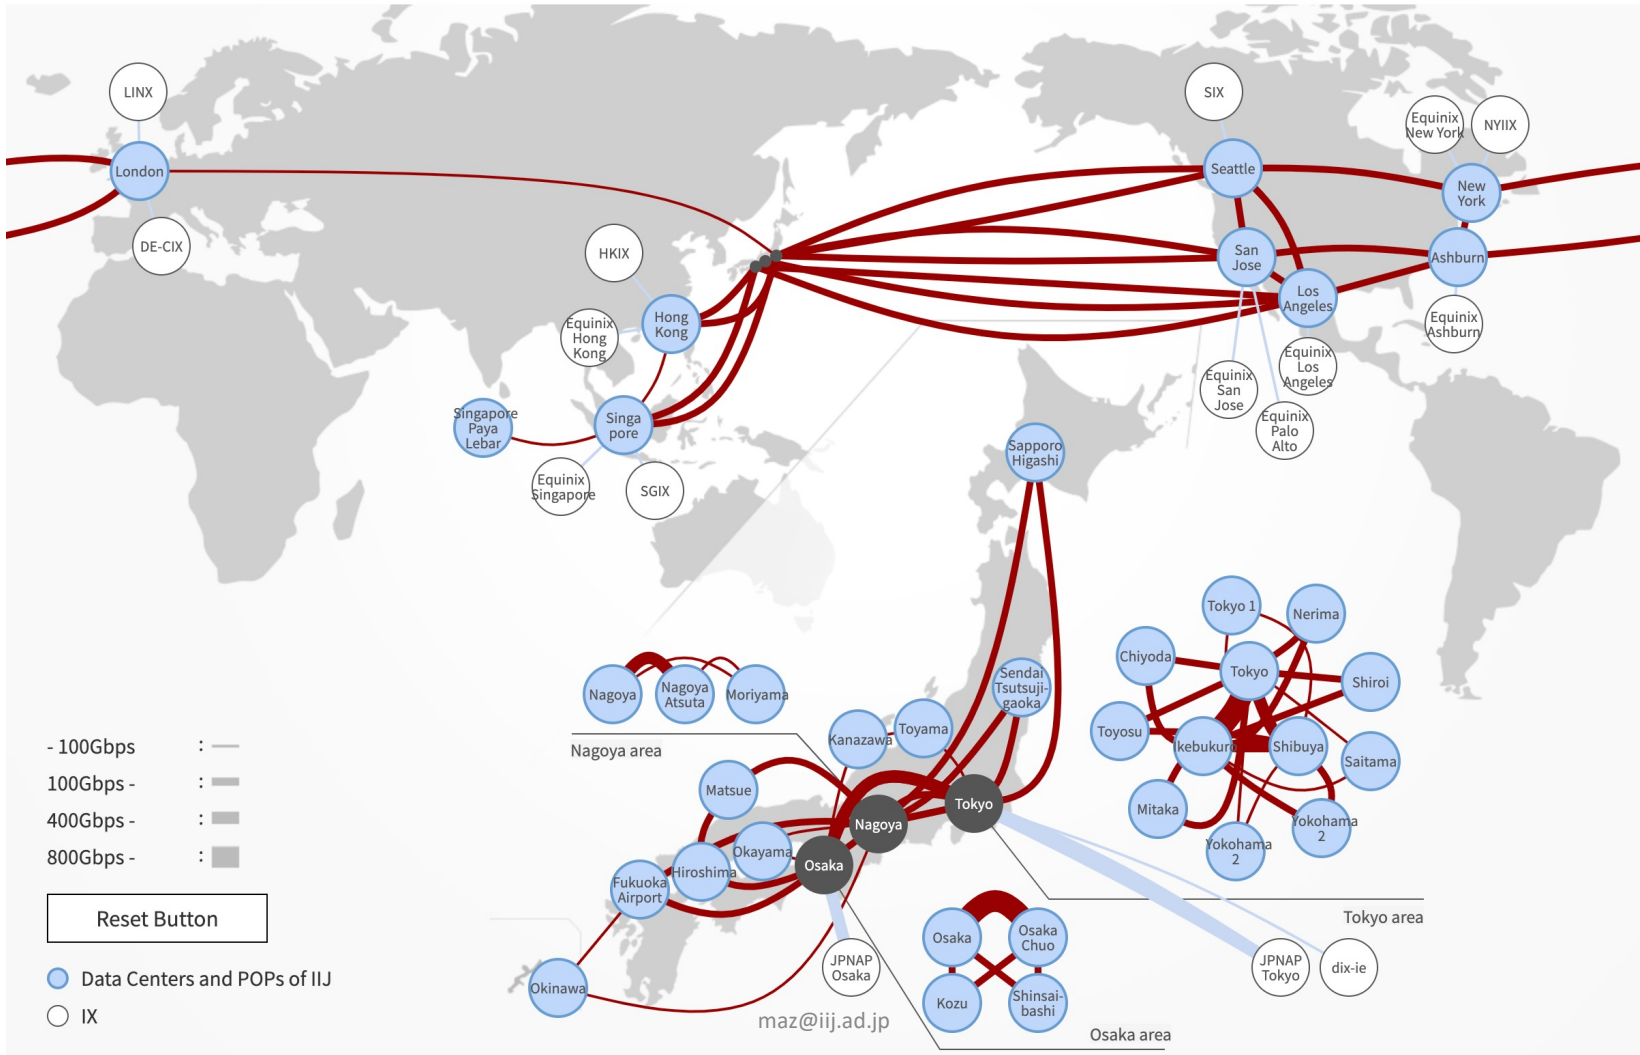 LINX
London
DE-CIX
HKIX
Hong
Kong
Equinix
Hong
Kong
Singapore
Paya
Lebar
Singa
pore
Equinix
Singapore
SGIX
SIX
Seattle
Equinix
New York
NYIIX
New
York
San
Jose
Ashburn
Los
Angeles
Equinix
Ashburn
Equinix
Los
Angeles
Equinix
San
Jose
Equinix
Palo
Alto
Sapporo
Higashi
Sendai
Tsutsuji-
gaoka
Nagoya
Nagoya
Atsuta
Moriyama
Nagoya area
Kanazawa
Toyama
Matsue
Tokyo
Nagoya
Okayama
Osaka
Hiroshima
Fukuoka
Airport
Okinawa
JPNAP
Osaka
Tokyo 1
Nerima
Chiyoda
Tokyo
Shiroi
Toyosu
Ikebukuro
Shibuya
Saitama
Mitaka
Yokohama
2
Yokohama
2
Tokyo area
JPNAP
Tokyo
dix-ie
Osaka
Osaka
Chuo
Kozu
Shinsai-
bashi
Osaka area
- 100Gbps :
100Gbps - :
400Gbps - :
800Gbps - :
Reset Button
Data Centers and POPs of IIJ
IX
maz@iij.ad.jp